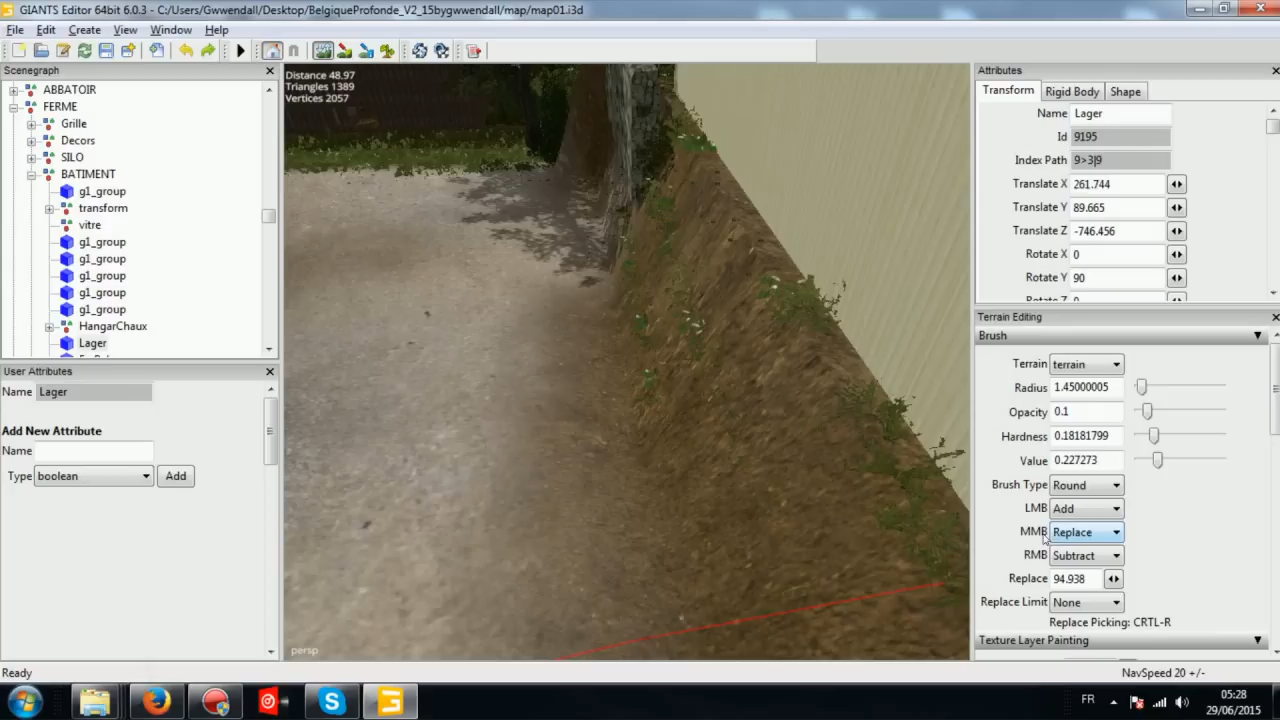 GIANTS Editor 64bit 6.0.3 - C:/Users/Gwwendall/Desktop/BelgiqueProfonde_V2_15bygwwendall/map/map01.i3d
File Edit Create View Window Help
Scenegraph
ABBATOIR
FERME
Grille
Decors
SILO
BATIMENT
g1_group
transform
vitre
g1_group
g1_group
g1_group
g1_group
g1_group
HangarChaux
Lager
User Attributes
Name Lager
Add New Attribute
Name
Type boolean Add
Distance 48.97
Triangles 1389
Vertices 2057
persp
Attributes
Transform Rigid Body Shape
Name Lager
Id 9195
Index Path 9>3|9
Translate X 261.744
Translate Y 89.665
Translate Z -746.456
Rotate X 0
Rotate Y 90
Terrain Editing
Brush
Terrain terrain
Radius 1.45000005
Opacity 0.1
Hardness 0.18181799
Value 0.227273
Brush Type Round
LMB Add
MMB Replace
RMB Subtract
Replace 94.938
Replace Limit None
Replace Picking: CRTL-R
Texture Layer Painting
Ready
NavSpeed 20 +/-
FR
05:28
29/06/2015